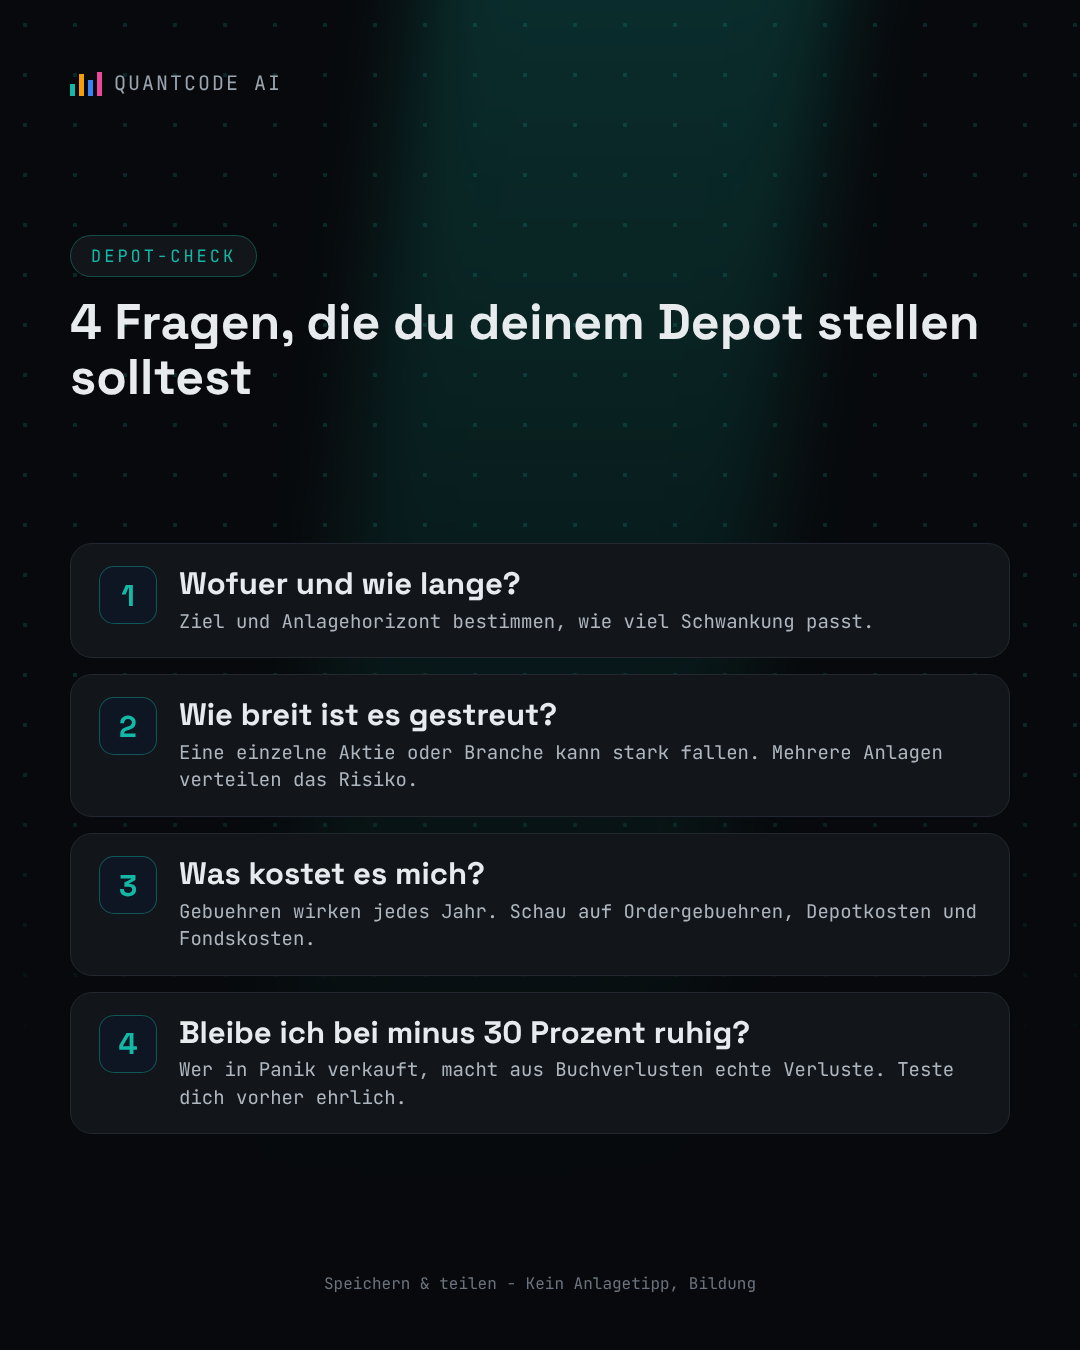 QUANTCODE AI
DEPOT-CHECK
4 Fragen, die du deinem Depot stellen
solltest
1
Wofuer und wie lange?
Ziel und Anlagehorizont bestimmen, wie viel Schwankung passt.
2
Wie breit ist es gestreut?
Eine einzelne Aktie oder Branche kann stark fallen. Mehrere Anlagen
verteilen das Risiko.
3
Was kostet es mich?
Gebuehren wirken jedes Jahr. Schau auf Ordergebuehren, Depotkosten und
Fondskosten.
4
Bleibe ich bei minus 30 Prozent ruhig?
Wer in Panik verkauft, macht aus Buchverlusten echte Verluste. Teste
dich vorher ehrlich.
Speichern & teilen - Kein Anlagetipp, Bildung